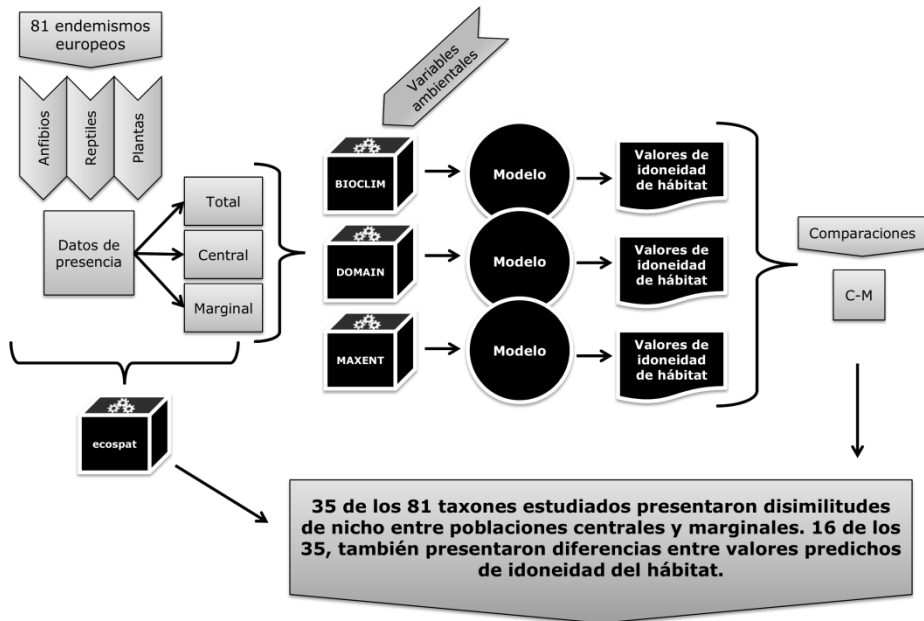 81 endemismos
europeos
Anfibios
Reptiles
Plantas
Datos de
presencia
Total
Central
Marginal
Variables
ambientales
BIOCLIM
Modelo
Valores de
idoneidad
de hábitat
DOMAIN
Modelo
Valores de
idoneidad
de hábitat
MAXENT
Modelo
Valores de
idoneidad
de hábitat
Comparaciones
C-M
ecospat
35 de los 81 taxones estudiados presentaron disimilitudes
de nicho entre poblaciones centrales y marginales. 16 de los
35, también presentaron diferencias entre valores predichos
de idoneidad del hábitat.